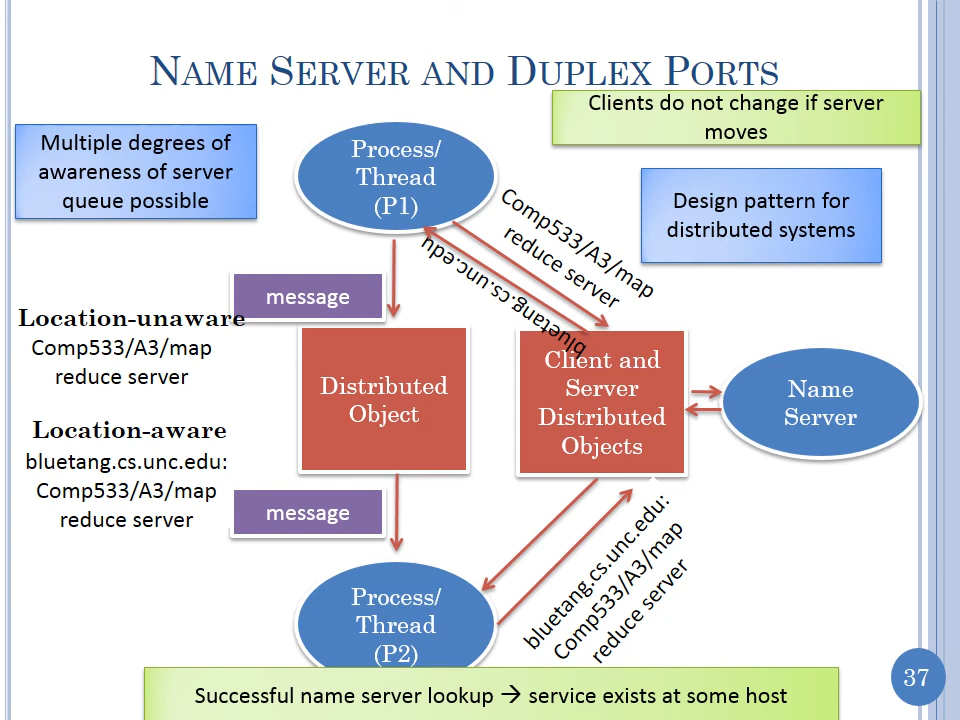 NAME SERVER AND DUPLEX PORTS
Clients do not change if server
moves
Multiple degrees of
awareness of server
queue possible
Process/
Thread
(P1)
Design pattern for
distributed systems
Comp533/A3/map
reduce server
bluetang.cs.unc.edu
message
Location-unaware
Comp533/A3/map
reduce server
Distributed
Object
Client and
Server
Distributed
Objects
Name
Server
Location-aware
bluetang.cs.unc.edu:
Comp533/A3/map
reduce server
message
bluetang.cs.unc.edu:
Comp533/A3/map
reduce server
Process/
Thread
(P2)
Successful name server lookup → service exists at some host
37